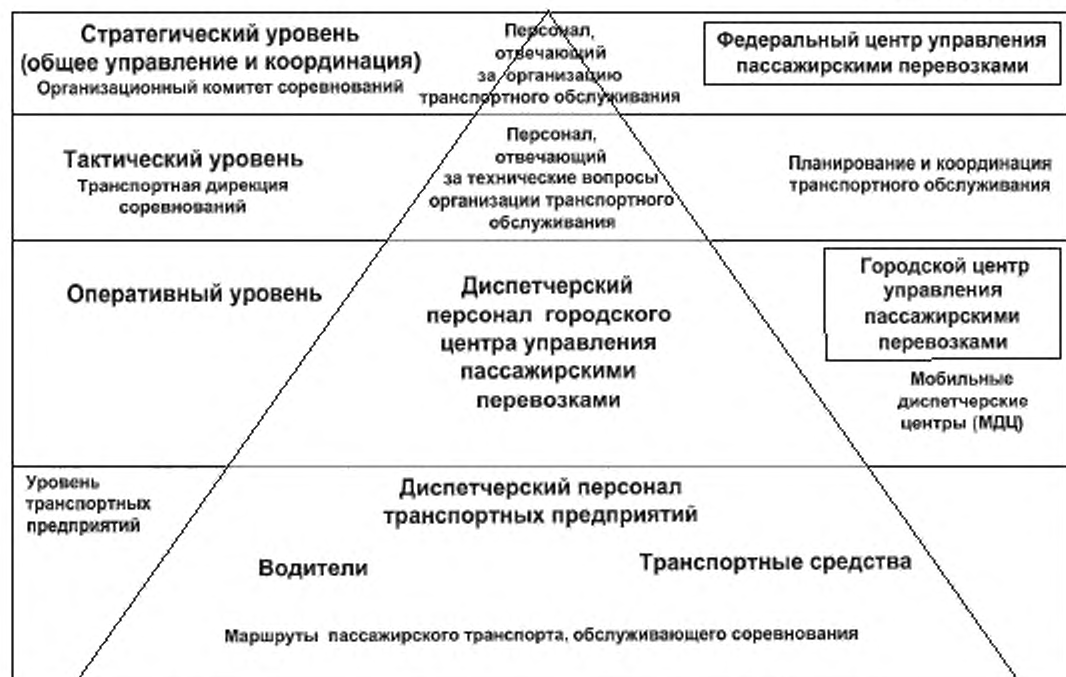 Стратегический уровень
(общее управление и координация)
Организационный комитет соревнований
Персонал,
отвечающий
за организацию
транспортного обслуживания
Федеральный центр управления
пассажирскими перевозками
Тактический уровень
Транспортная дирекция
соревнований
Персонал,
отвечающий
за технические вопросы
организации транспортного
обслуживания
Планирование и координация
транспортного обслуживания
Оперативный уровень
Диспетчерский
персонал городского
центра управления
пассажирскими
перевозками
Городской центр
управления
пассажирскими
перевозками
Мобильные
диспетчерские
центры (МДЦ)
Уровень
транспортных
предприятий
Диспетчерский персонал
транспортных предприятий
Водители
Транспортные средства
Маршруты пассажирского транспорта, обслуживающего соревнования